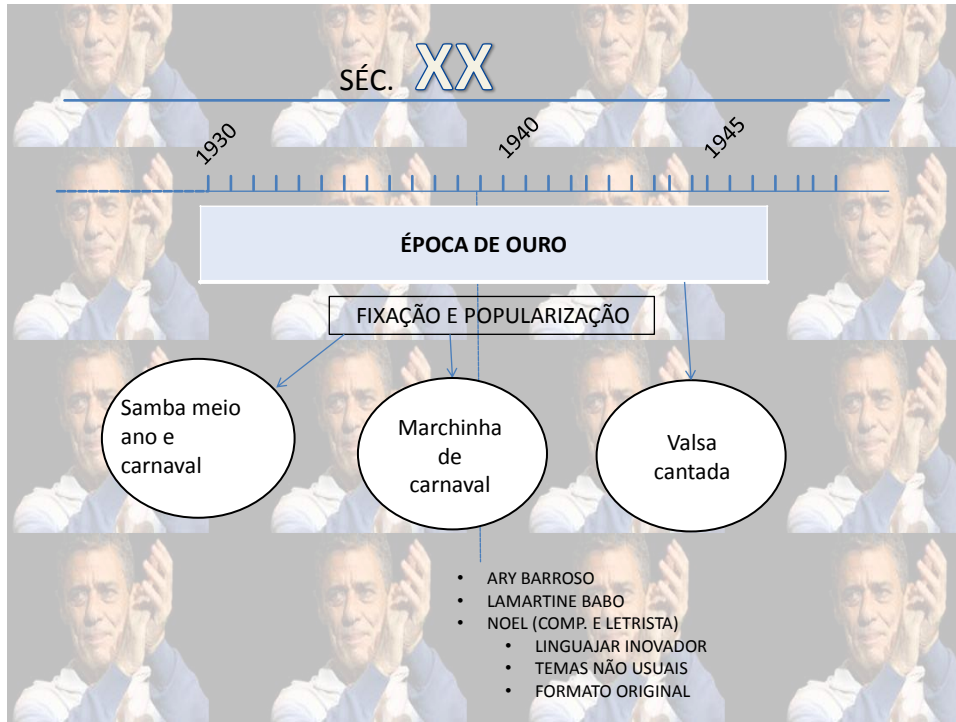 SÉC. XX
1930
1940
1945
ÉPOCA DE OURO
FIXAÇÃO E POPULARIZAÇÃO
Samba meio
ano e
carnaval
Marchinha
de
carnaval
Valsa
cantada
• ARY BARROSO
• LAMARTINE BABO
• NOEL (COMP. E LETRISTA)
• LINGUAJAR INOVADOR
• TEMAS NÃO USUAIS
• FORMATO ORIGINAL